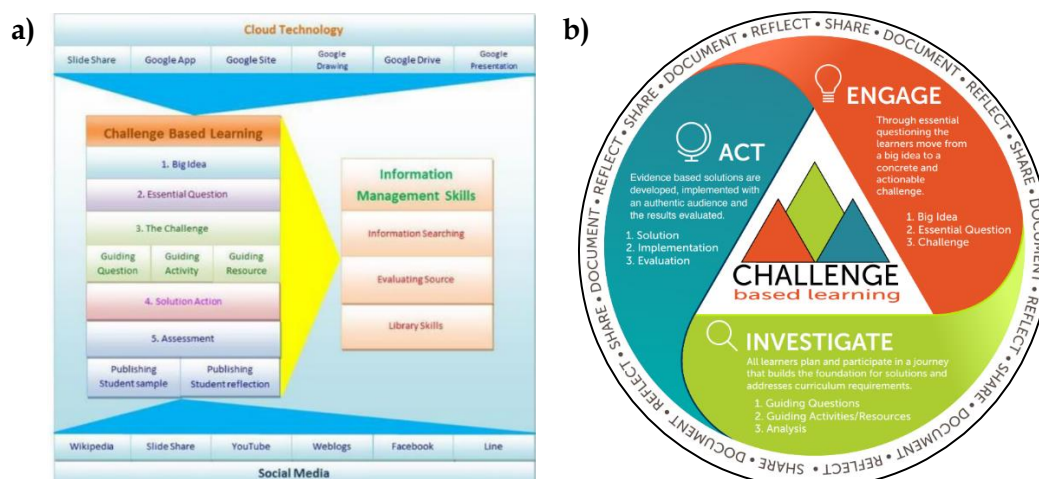 a)
Cloud Technology
Slide Share
Google App
Google Site
Google
Drawing
Google Drive
Google
Presentation
Challenge Based Learning
1. Big Idea
2. Essential Question
3. The Challenge
Guiding
Question
Guiding
Activity
Guiding
Resource
4. Solution Action
5. Assessment
Publishing
Student sample
Publishing
Student reflection
Information
Management Skills
Information Searching
Evaluating Source
Library Skills
Wikipedia
Slide Share
YouTube
Weblogs
Facebook
Line
Social Media
b)
DOCUMENT • REFLECT • SHARE • DOCUMENT • REFLECT • SHARE • DOCUMENT • REFLECT • SHARE • DOCUMENT • REFLECT • SHARE • DOCUMENT • REFLECT • SHARE • DOCUMENT • REFLECT • SHARE •
ENGAGE
Through essential
questioning the
learners move from
a big idea to a
concrete and
actionable
challenge.
1. Big Idea
2. Essential Question
3. Challenge
ACT
Evidence based solutions are
developed, implemented with
an authentic audience and
the results evaluated.
1. Solution
2. Implementation
3. Evaluation
CHALLENGE
based learning
INVESTIGATE
All learners plan and participate in a journey
that builds the foundation for solutions and
addresses curriculum requirements.
1. Guiding Questions
2. Guiding Activities/Resources
3. Analysis